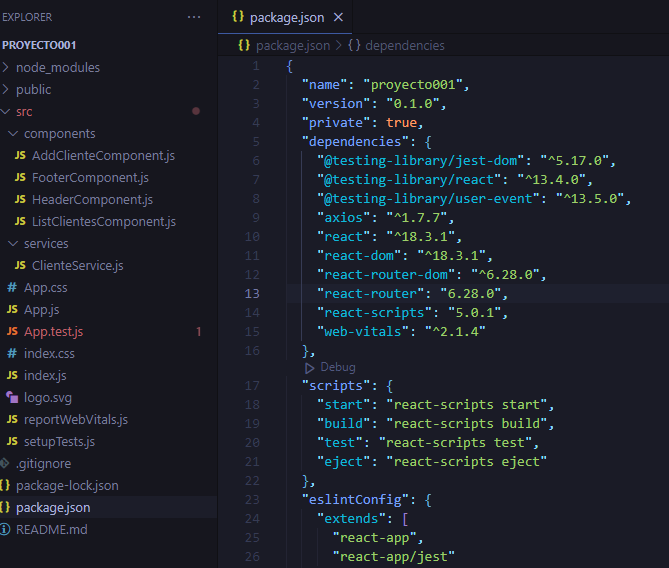 EXPLORER
...
PROYECTO001
node_modules
public
src
components
JS AddClienteComponent.js
JS FooterComponent.js
JS HeaderComponent.js
JS ListClientesComponent.js
services
JS ClienteService.js
# App.css
JS App.js
JS App.test.js 1
# index.css
JS index.js
logo.svg
JS reportWebVitals.js
JS setupTests.js
.gitignore
{} package-lock.json
{} package.json
README.md
{} package.json ×
{} package.json > {} dependencies
1 {
2 "name": "proyecto001",
3 "version": "0.1.0",
4 "private": true,
5 "dependencies": {
6 "@testing-library/jest-dom": "^5.17.0",
7 "@testing-library/react": "^13.4.0",
8 "@testing-library/user-event": "^13.5.0",
9 "axios": "^1.7.7",
10 "react": "^18.3.1",
11 "react-dom": "^18.3.1",
12 "react-router-dom": "^6.28.0",
13 "react-router": "6.28.0",
14 "react-scripts": "5.0.1",
15 "web-vitals": "^2.1.4"
16 },
Debug
17 "scripts": {
18 "start": "react-scripts start",
19 "build": "react-scripts build",
20 "test": "react-scripts test",
21 "eject": "react-scripts eject"
22 },
23 "eslintConfig": {
24 "extends": [
25 "react-app",
26 "react-app/jest"